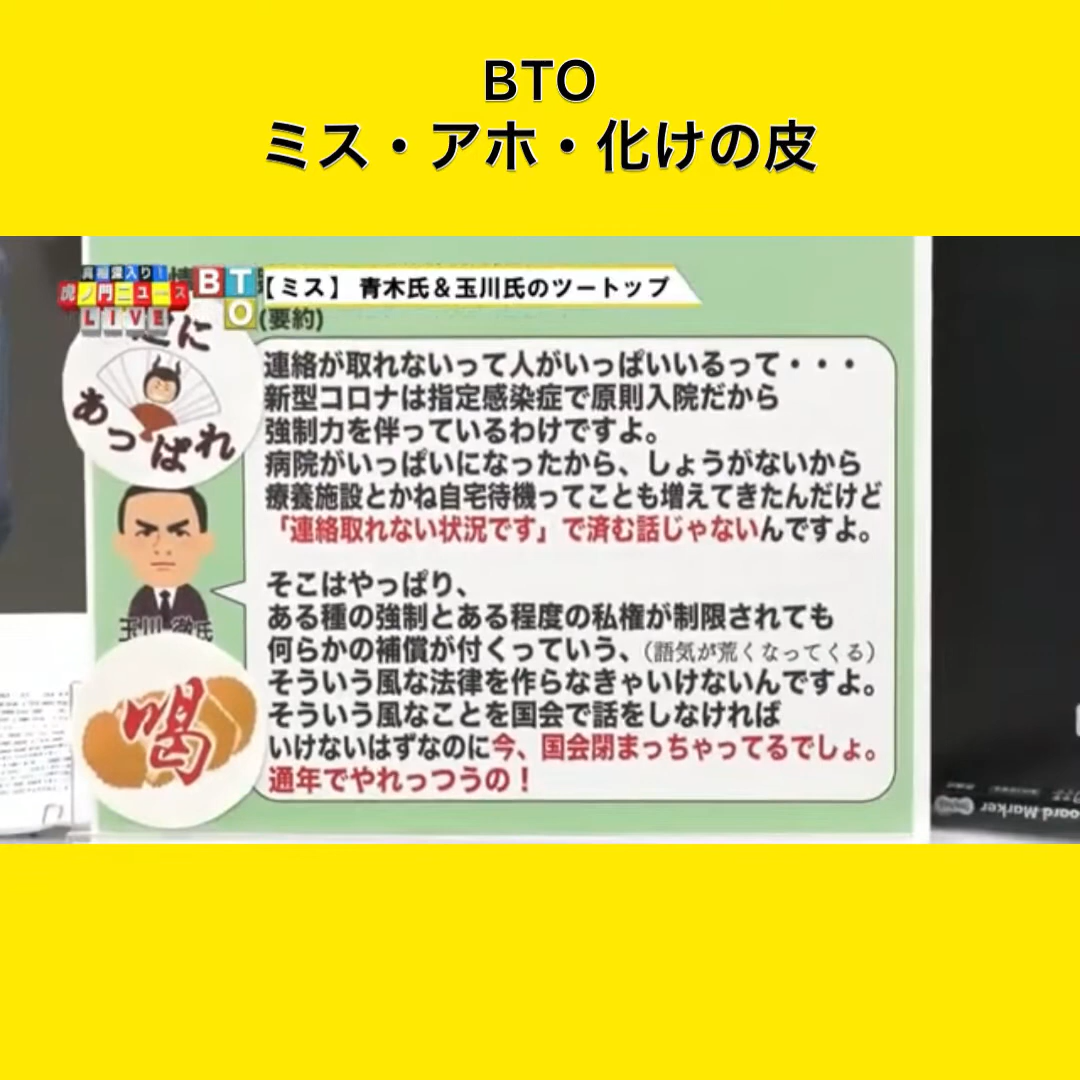 BTO
ミス・アホ・化けの皮
真相深入り!
虎ノ門ニュース
LIVE
BTO
【ミス】 青木氏&玉川氏のツートップ
(要約)
あっぱれ
連絡が取れないって人がいっぱいいるって・・・
新型コロナは指定感染症で原則入院だから
強制力を伴っているわけですよ。
病院がいっぱいになったから、しょうがないから
療養施設とかね自宅待機ってことも増えてきたんだけど
「連絡取れない状況です」で済む話じゃないんですよ。
そこはやっぱり、
ある種の強制とある程度の私権が制限されても
何らかの補償が付くっていう、(語気が荒くなってくる)
そういう風な法律を作らなきゃいけないんですよ。
そういう風なことを国会で話をしなければ
いけないはずなのに今、国会閉まっちゃってるでしょ。
通年でやれっつうの!
玉川 徹氏
喝
Board Marker